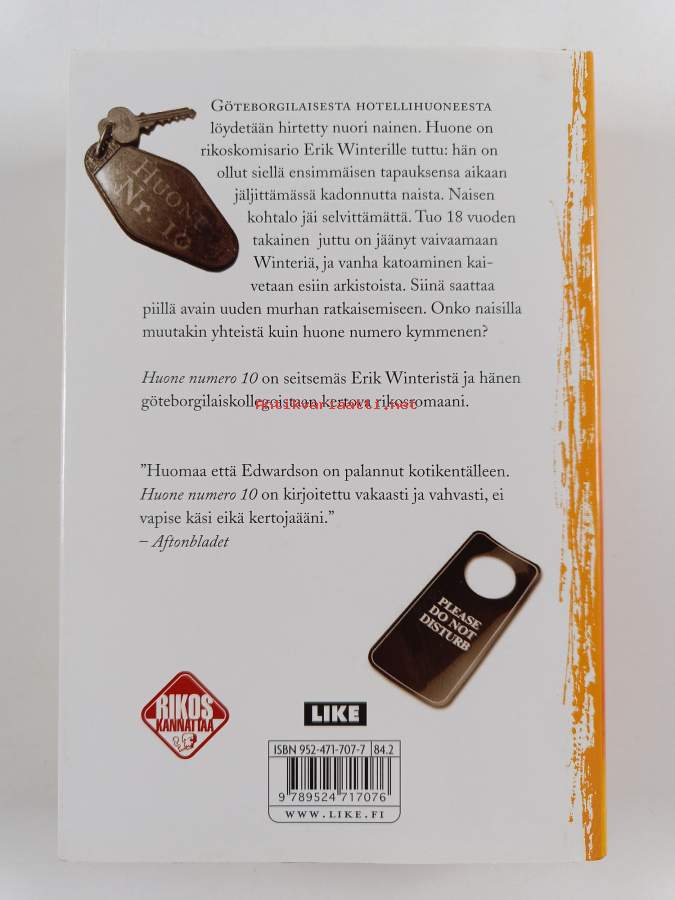 GÖTEBORGILAISESTA HOTELLIHUONEESTA
löydetään hirtetty nuori nainen. Huone on
rikoskomisario Erik Winterille tuttu: hän on
ollut siellä ensimmäisen tapauksensa aikaan
jäljittämässä kadonnutta naista. Naisen
kohtalo jäi selvittämättä. Tuo 18 vuoden
takainen juttu on jäänyt vaivaamaan
Winteriä, ja vanha katoaminen kai-
vetaan esiin arkistoista. Siinä saattaa
piillä avain uuden murhan ratkaisemiseen. Onko naisilla
muutakin yhteistä kuin huone numero kymmenen?
HUONE
Nr. 10
Huone numero 10 on seitsemäs Erik Winteristä ja hänen
göteborgilaiskollegoistaan kertova rikosromaani.
antikvariaatti.net
”Huomaa että Edwardson on palannut kotikentälleen.
Huone numero 10 on kirjoitettu vakaasti ja vahvasti, ei
vapise käsi eikä kertojaääni.”
– Aftonbladet
PLEASE
DO NOT
DISTURB
RIKOS
KANNATTAA
LIKE
ISBN 952-471-707-7 84.2
9 789524 717076
WWW.LIKE.FI